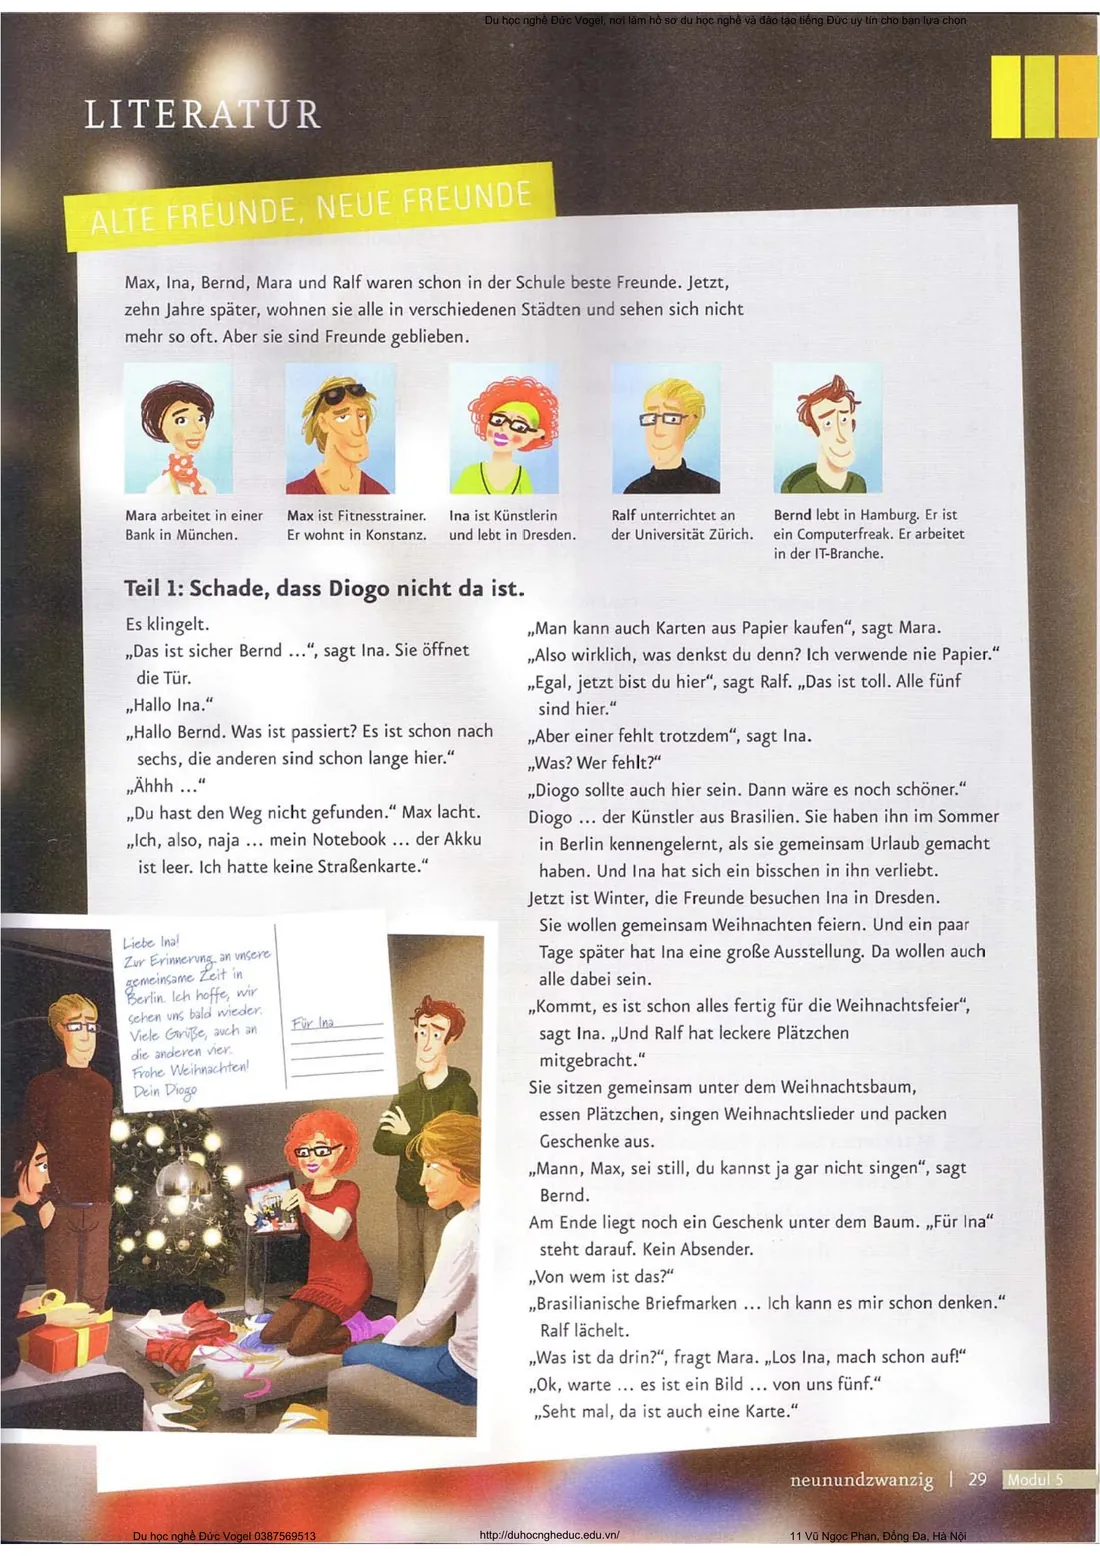 Du học nghề Đức Vogel, nơi làm hồ sơ du học nghề và đào tạo tiếng Đức uy tín cho bạn lựa chọn
LITERATUR
ALTE FREUNDE, NEUE FREUNDE
Max, Ina, Bernd, Mara und Ralf waren schon in der Schule beste Freunde. Jetzt,
zehn Jahre später, wohnen sie alle in verschiedenen Städten und sehen sich nicht
mehr so oft. Aber sie sind Freunde geblieben.
Mara arbeitet in einer
Bank in München.
Max ist Fitnesstrainer.
Er wohnt in Konstanz.
Ina ist Künstlerin
und lebt in Dresden.
Ralf unterrichtet an
der Universität Zürich.
Bernd lebt in Hamburg. Er ist
ein Computerfreak. Er arbeitet
in der IT-Branche.
Teil 1: Schade, dass Diogo nicht da ist.
Es klingelt.
„Das ist sicher Bernd ...“, sagt Ina. Sie öffnet
die Tür.
„Hallo Ina.“
„Hallo Bernd. Was ist passiert? Es ist schon nach
sechs, die anderen sind schon lange hier.“
„Ähhh ...“
„Du hast den Weg nicht gefunden.“ Max lacht.
„Ich, also, naja ... mein Notebook ... der Akku
ist leer. Ich hatte keine Straßenkarte.“
Liebe Ina!
Zur Erinnerung an unsere
gemeinsame Zeit in
Berlin. Ich hoffe, wir
sehen uns bald wieder.
Viele Grüße, auch an
die anderen vier.
Frohe Weihnachten!
Dein Diogo
Für Ina
„Man kann auch Karten aus Papier kaufen“, sagt Mara.
„Also wirklich, was denkst du denn? Ich verwende nie Papier.“
„Egal, jetzt bist du hier“, sagt Ralf. „Das ist toll. Alle fünf
sind hier.“
„Aber einer fehlt trotzdem“, sagt Ina.
„Was? Wer fehlt?“
„Diogo sollte auch hier sein. Dann wäre es noch schöner.“
Diogo ... der Künstler aus Brasilien. Sie haben ihn im Sommer
in Berlin kennengelernt, als sie gemeinsam Urlaub gemacht
haben. Und Ina hat sich ein bisschen in ihn verliebt.
Jetzt ist Winter, die Freunde besuchen Ina in Dresden.
Sie wollen gemeinsam Weihnachten feiern. Und ein paar
Tage später hat Ina eine große Ausstellung. Da wollen auch
alle dabei sein.
„Kommt, es ist schon alles fertig für die Weihnachtsfeier“,
sagt Ina. „Und Ralf hat leckere Plätzchen
mitgebracht.“
Sie sitzen gemeinsam unter dem Weihnachtsbaum,
essen Plätzchen, singen Weihnachtslieder und packen
Geschenke aus.
„Mann, Max, sei still, du kannst ja gar nicht singen“, sagt
Bernd.
Am Ende liegt noch ein Geschenk unter dem Baum. „Für Ina“
steht darauf. Kein Absender.
„Von wem ist das?“
„Brasilianische Briefmarken ... Ich kann es mir schon denken.“
Ralf lächelt.
„Was ist da drin?“, fragt Mara. „Los Ina, mach schon auf!“
„Ok, warte ... es ist ein Bild ... von uns fünf.“
„Seht mal, da ist auch eine Karte.“
neunundzwanzig | 29 Modul 5
Du học nghề Đức Vogel 0387569513
http://duhocngheduc.edu.vn/
11 Vũ Ngọc Phan, Đống Đa, Hà Nội